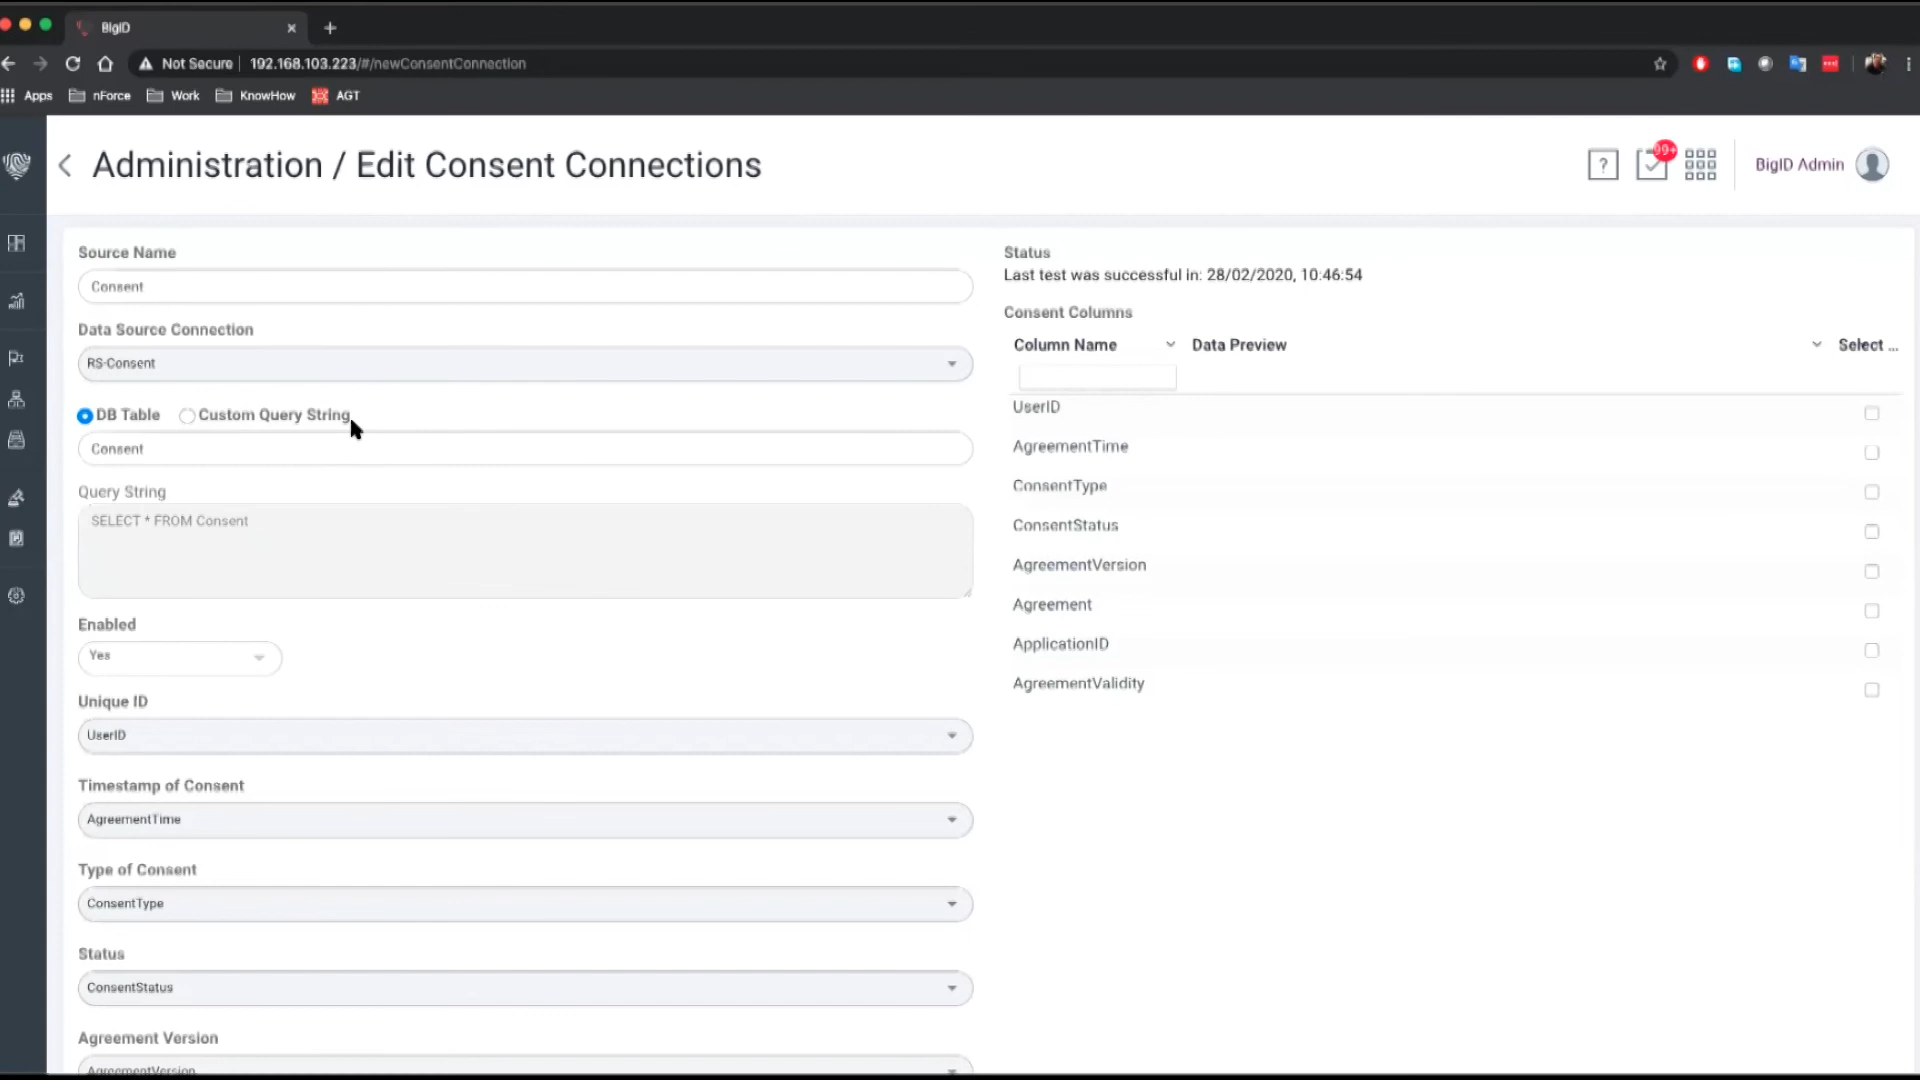 BigID
Not Secure
192.168.103.223/#/newConsentConnection
Apps
nForce
Work
KnowHow
AGT
Administration / Edit Consent Connections
?
99+
BigID Admin
Source Name
Consent
Data Source Connection
RS-Consent
DB Table
Custom Query String
Consent
Query String
SELECT * FROM Consent
Enabled
Yes
Unique ID
UserID
Timestamp of Consent
AgreementTime
Type of Consent
ConsentType
Status
ConsentStatus
Agreement Version
AgreementVersion
Status
Last test was successful in: 28/02/2020, 10:46:54
Consent Columns
Column Name
Data Preview
Select ...
UserID
AgreementTime
ConsentType
ConsentStatus
AgreementVersion
Agreement
ApplicationID
AgreementValidity